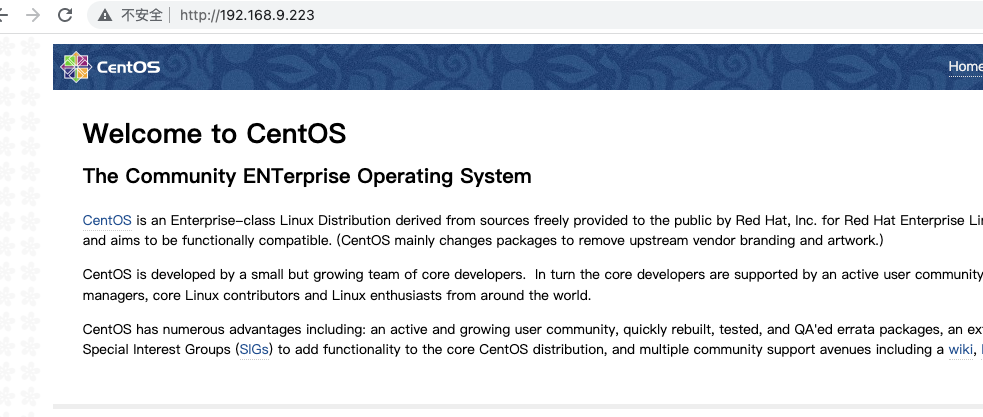 不安全 http://192.168.9.223
CentOS Home
Welcome to CentOS
The Community ENTerprise Operating System
CentOS is an Enterprise-class Linux Distribution derived from sources freely provided to the public by Red Hat, Inc. for Red Hat Enterprise
and aims to be functionally compatible. (CentOS mainly changes packages to remove upstream vendor branding and artwork.)
CentOS is developed by a small but growing team of core developers. In turn the core developers are supported by an active user community
managers, core Linux contributors and Linux enthusiasts from around the world.
CentOS has numerous advantages including: an active and growing user community, quickly rebuilt, tested, and QA'ed errata packages, an
Special Interest Groups (SIGs) to add functionality to the core CentOS distribution, and multiple community support avenues including a wiki,